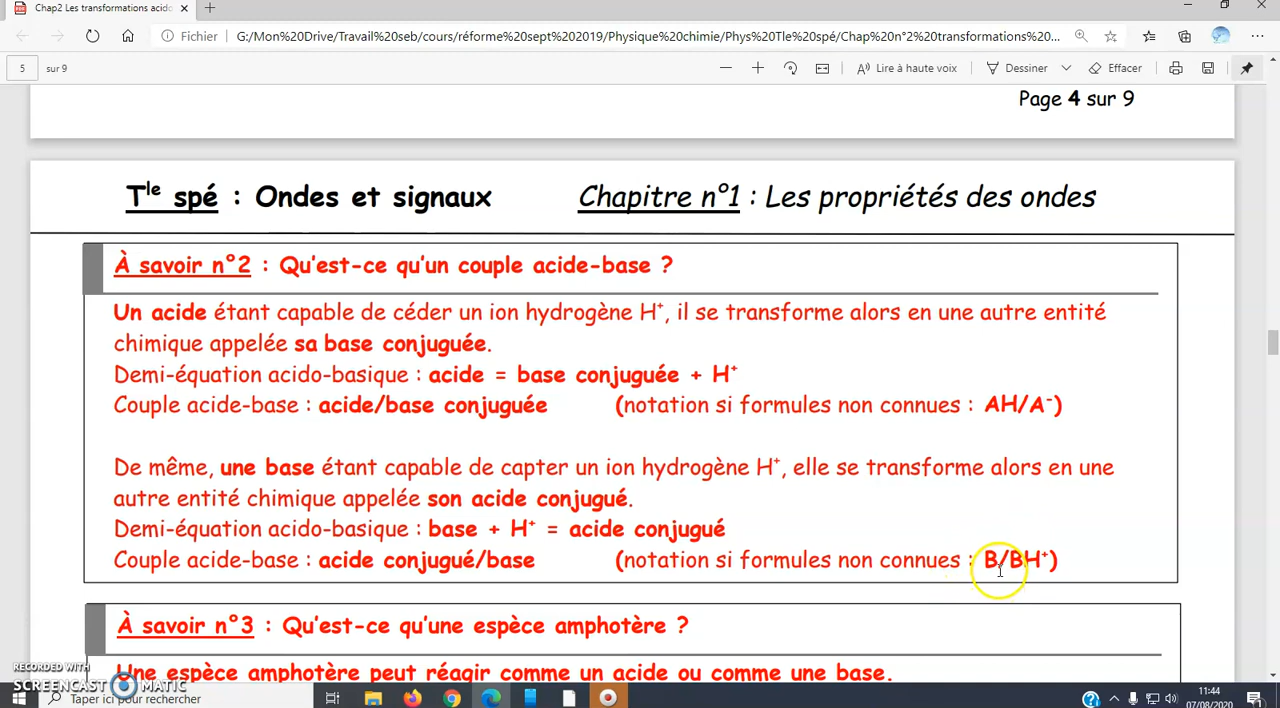 Chap2 Les transformations acido
Fichier G:/Mon%20Drive/Travail%20seb/cours/réforme%20sept%202019/Physique%20chimie/Phys%20Tle%20spé/Chap%20n°2%20transformations%20s...
5 sur 9 Lire à haute voix Dessiner Effacer
Page 4 sur 9
Tle spé : Ondes et signaux Chapitre n°1 : Les propriétés des ondes
À savoir n°2 : Qu'est-ce qu'un couple acide-base ?
Un acide étant capable de céder un ion hydrogène H+, il se transforme alors en une autre entité
chimique appelée sa base conjuguée.
Demi-équation acido-basique : acide = base conjuguée + H+
Couple acide-base : acide/base conjuguée (notation si formules non connues : AH/A-)
De même, une base étant capable de capter un ion hydrogène H+, elle se transforme alors en une
autre entité chimique appelée son acide conjugué.
Demi-équation acido-basique : base + H+ = acide conjugué
Couple acide-base : acide conjugué/base (notation si formules non connues : B/BH+)
À savoir n°3 : Qu'est-ce qu'une espèce amphotère ?
Une espèce amphotère peut réagir comme un acide ou comme une base.
RECORDED WITH
SCREENCAST MATIC
Taper ici pour rechercher
11:44
07/08/2020